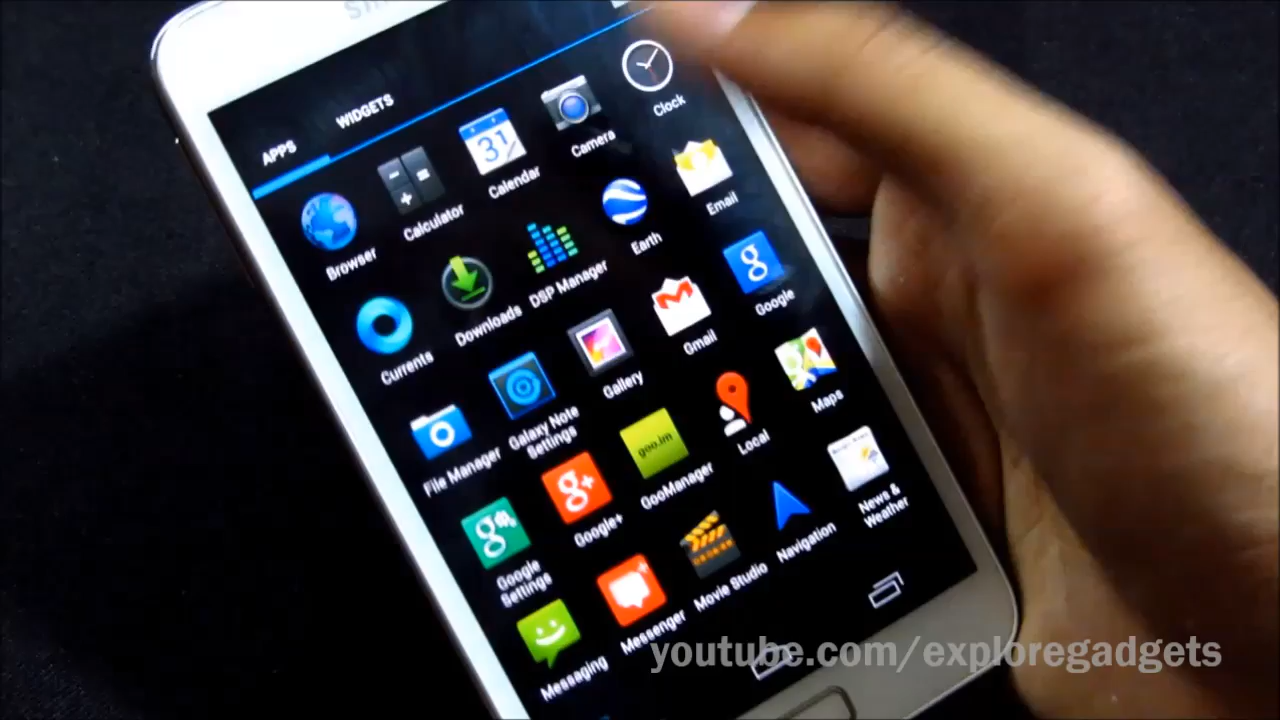 APPS WIDGETS
Browser Calculator Calendar Camera Clock
31
Currents Downloads DSP Manager Earth Email
File Manager Galaxy Note
Settings Gallery Gmail Google
g
Google
Settings Google+ GooManager Local Maps
g g+ goo.im
Messaging Messenger Movie Studio Navigation News &
Weather
youtube.com/exploregadgets